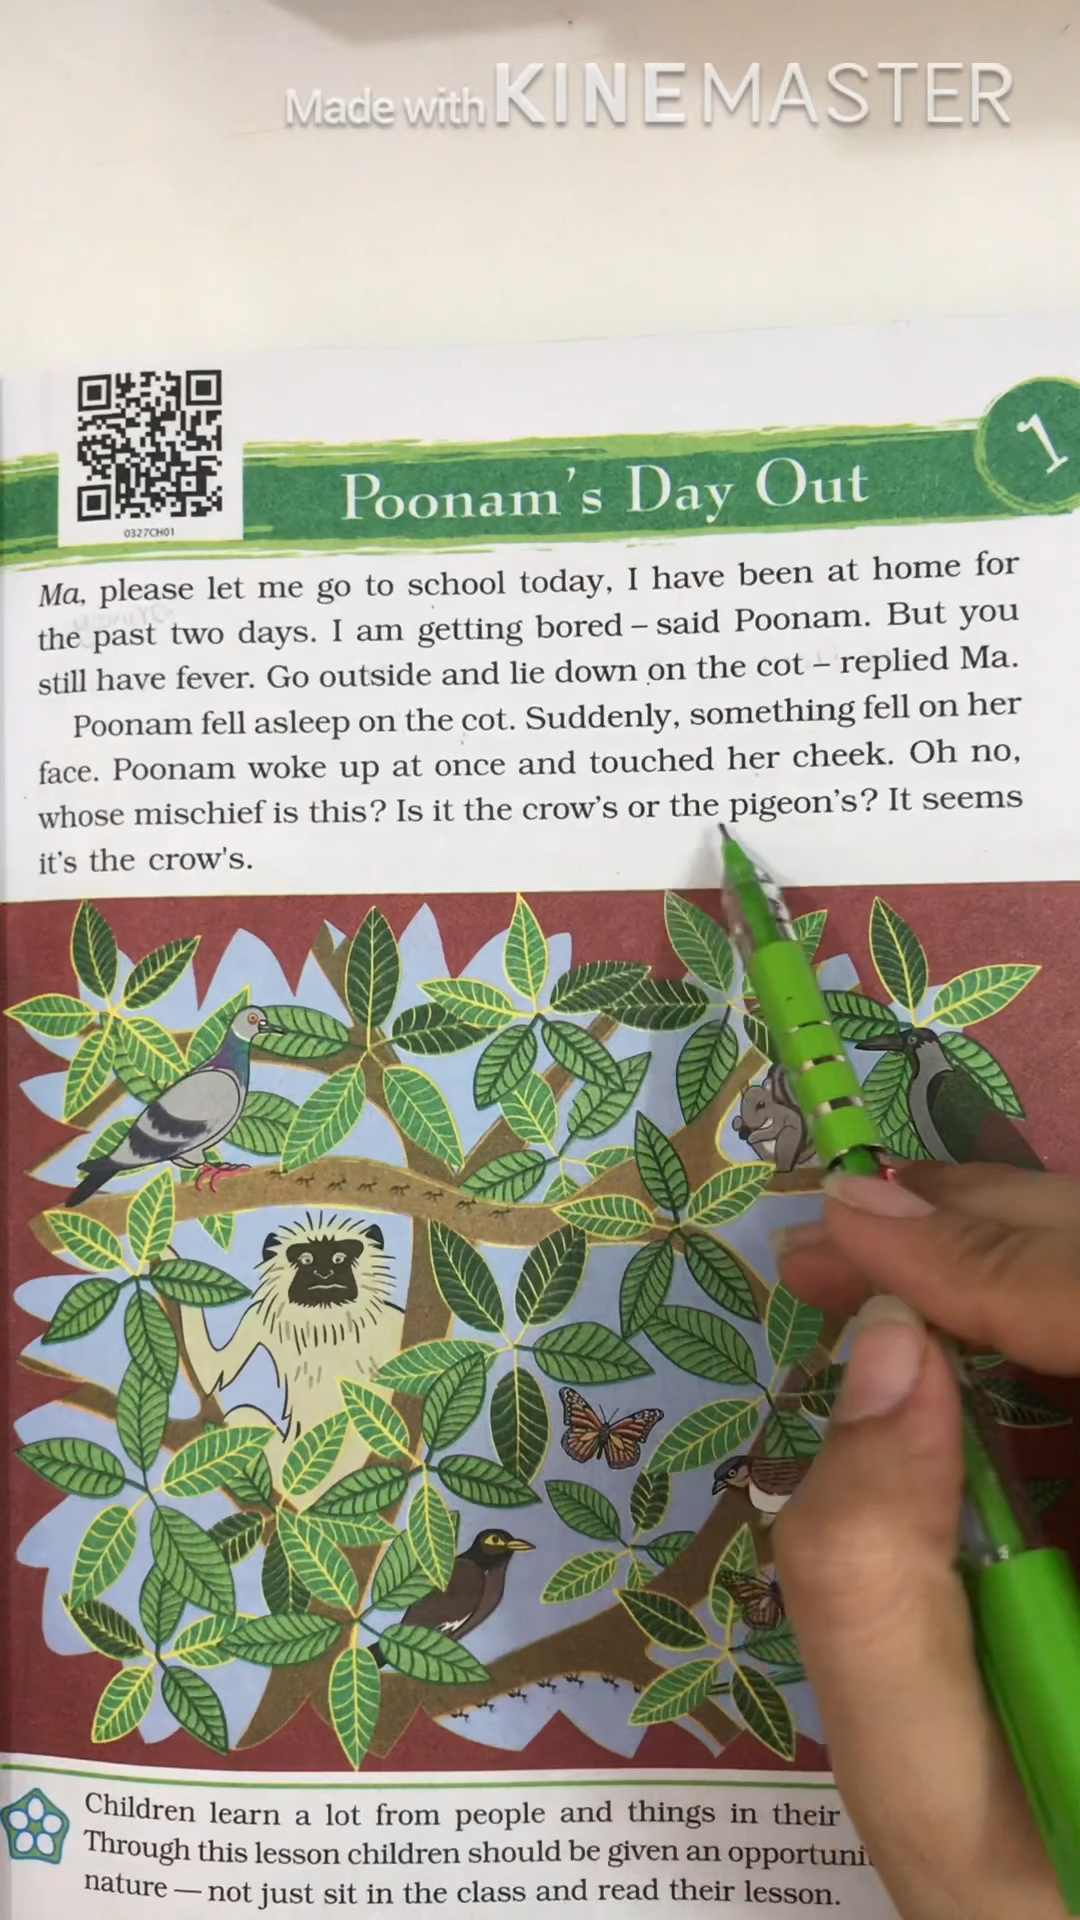 Made with KINEMASTER
1
0327CH01
Poonam's Day Out
Ma, please let me go to school today, I have been at home for
the past two days. I am getting bored – said Poonam. But you
still have fever. Go outside and lie down on the cot – replied Ma.
Poonam fell asleep on the cot. Suddenly, something fell on her
face. Poonam woke up at once and touched her cheek. Oh no,
whose mischief is this? Is it the crow's or the pigeon's? It seems
it's the crow's.
Children learn a lot from people and things in their
Through this lesson children should be given an
nature — not just sit in the class and read their lesson.